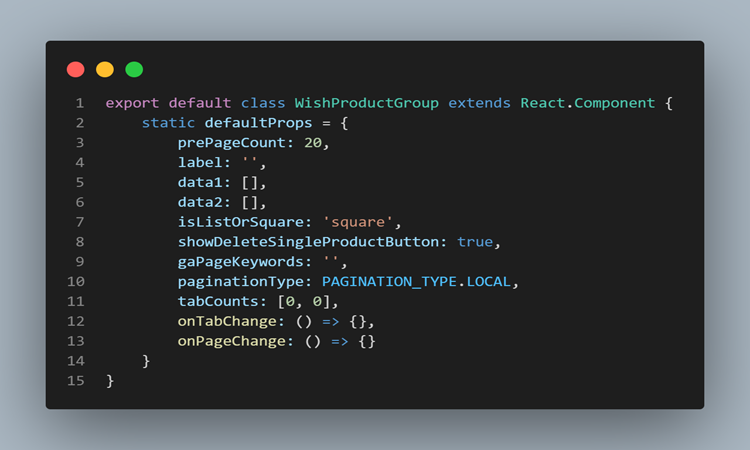 1 export default class WishProductGroup extends React.Component {
2 static defaultProps = {
3 prePageCount: 20,
4 label: '',
5 data1: [],
6 data2: [],
7 isListOrSquare: 'square',
8 showDeleteSingleProductButton: true,
9 gaPageKeywords: '',
10 paginationType: PAGINATION_TYPE.LOCAL,
11 tabCounts: [0, 0],
12 onTabChange: () => {},
13 onPageChange: () => {}
14 }
15 }